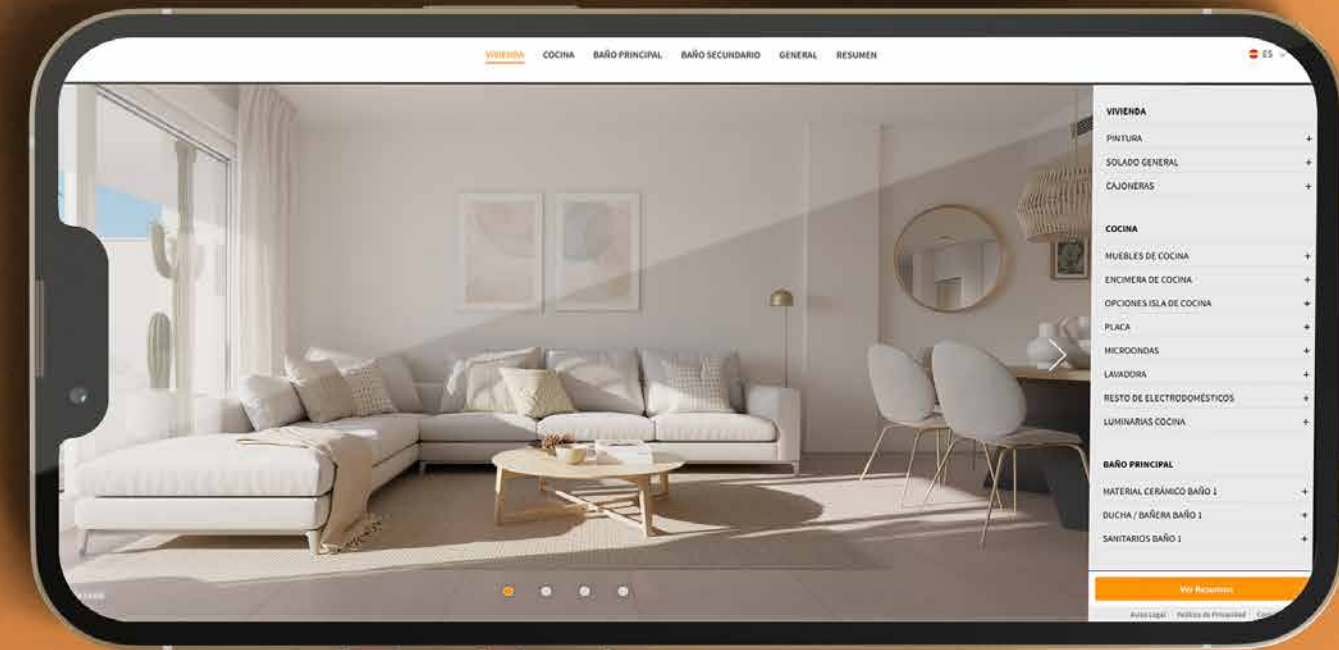 VIVIENDA
COCINA
BAÑO PRINCIPAL
BAÑO SECUNDARIO
GENERAL
RESUMEN
ES
VIVIENDA
PINTURA +
SOLADO GENERAL +
CAJONERAS +
COCINA
MUEBLES DE COCINA +
ENCIMERA DE COCINA +
OPCIONES ISLA DE COCINA +
PLACA +
MICROONDAS +
LAVADORA +
RESTO DE ELECTRODOMÉSTICOS +
LUMINARIAS COCINA +
BAÑO PRINCIPAL
MATERIAL CERÁMICO BAÑO 1 +
DUCHA / BAÑERA BAÑO 1 +
SANITARIOS BAÑO 1 +
Ver Resumen
Aviso Legal
Política de Privacidad